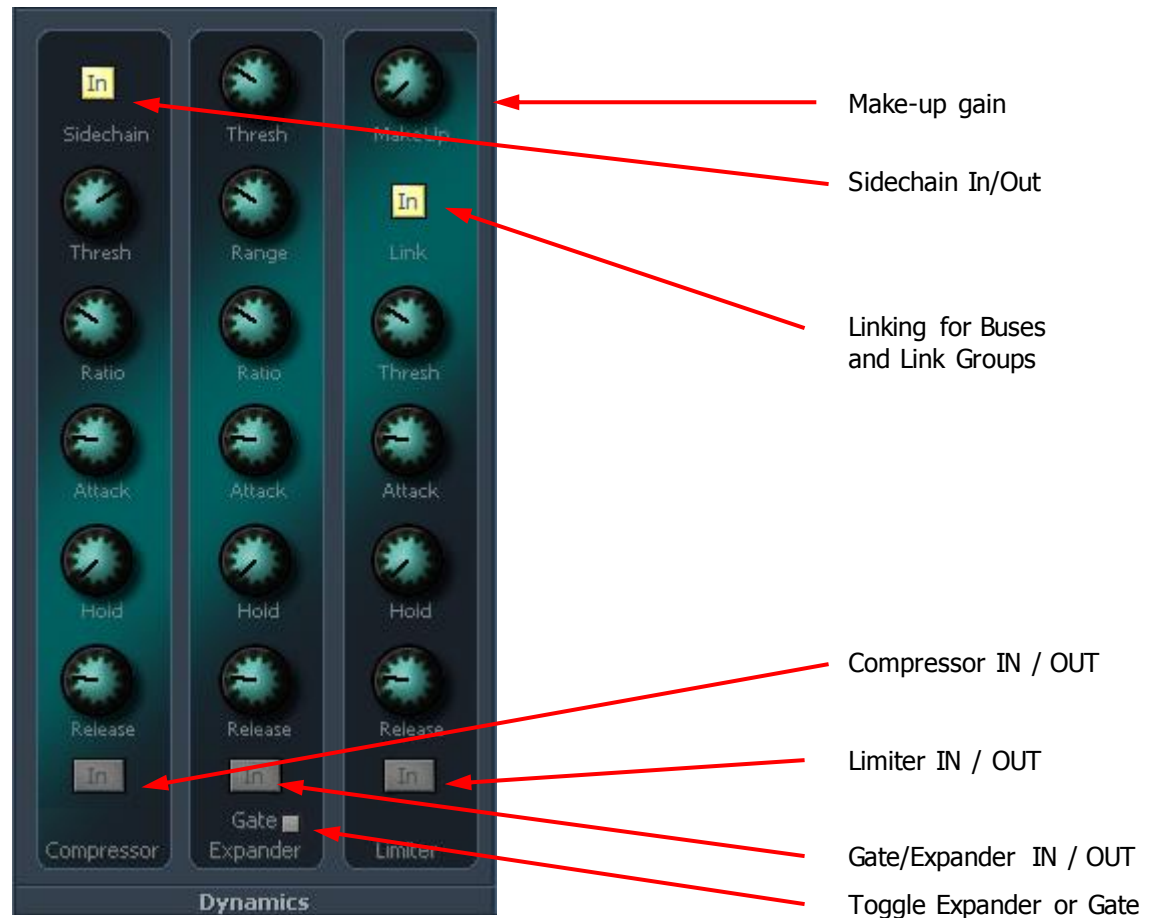 In
Sidechain
Thresh
Ratio
Attack
Hold
Release
In
Compressor
Thresh
Range
Ratio
Attack
Hold
Release
In
Gate
Expander
MakeUp
In
Link
Thresh
Attack
Hold
Release
In
Limiter
Dynamics
Make-up gain
Sidechain In/Out
Linking for Buses
and Link Groups
Compressor IN / OUT
Limiter IN / OUT
Gate/Expander IN / OUT
Toggle Expander or Gate